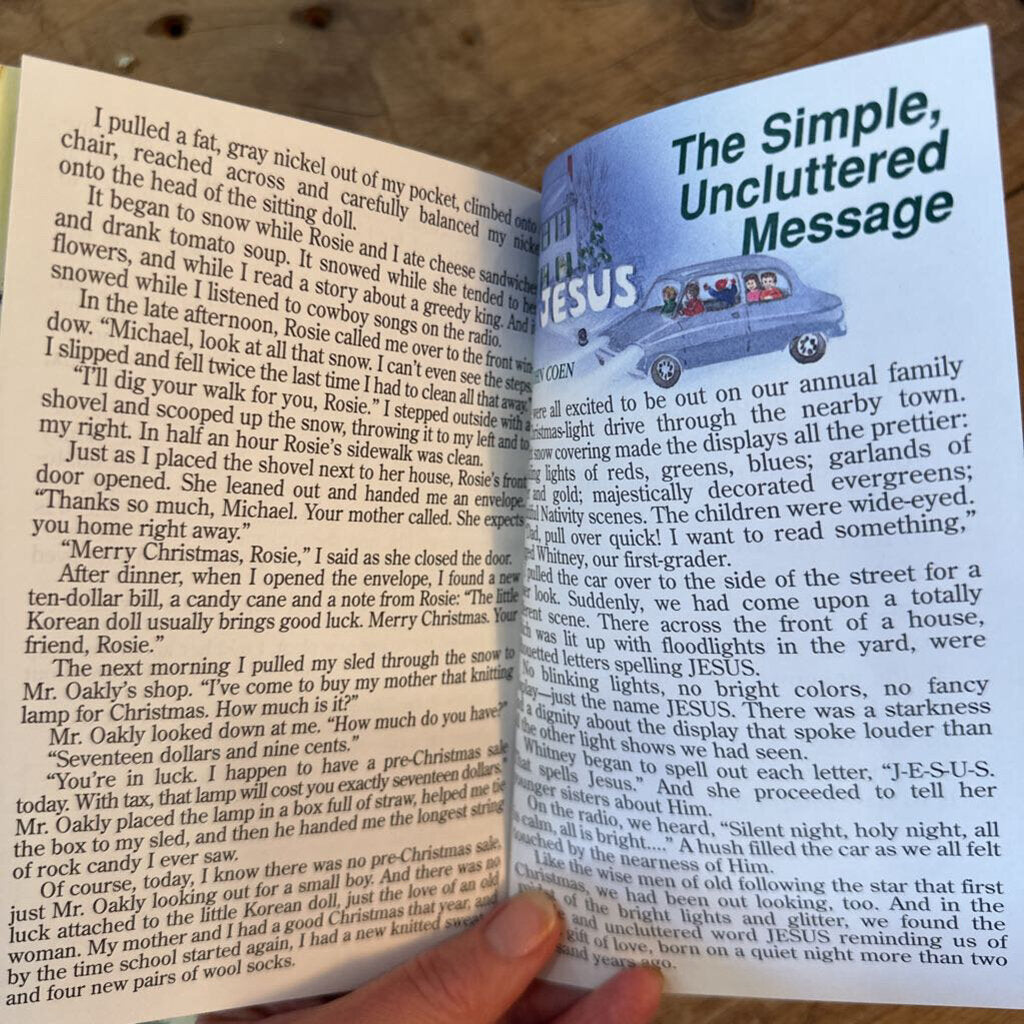 I pulled a fat, gray nickel out of my pocket, climbed onto
chair, reached across and carefully balanced my
onto the head of the sitting doll.
It began to snow while Rosie and I ate cheese
and drank tomato soup. It snowed while she tended to her
flowers, and while I read a story about a greedy king. And
snowed while I listened to cowboy songs on the radio.
In the late afternoon, Rosie called me over to the front win-
dow. “Michael, look at all that snow. I can’t even see the steps.
I slipped and fell twice the last time I had to clean all that away.”
“I’ll dig your walk for you, Rosie.” I stepped outside with a
shovel and scooped up the snow, throwing it to my left and to
my right. In half an hour Rosie’s sidewalk was clean.
Just as I placed the shovel next to her house, Rosie’s front
door opened. She leaned out and handed me an envelope.
“Thanks so much, Michael. Your mother called. She expects
you home right away.”
“Merry Christmas, Rosie,” I said as she closed the door.
After dinner, when I opened the envelope, I found a new
ten-dollar bill, a candy cane and a note from Rosie: “The little
Korean doll usually brings good luck. Merry Christmas. Your
friend, Rosie.”
The next morning I pulled my sled through the snow to
Mr. Oakly’s shop. “I’ve come to buy my mother that knitting
lamp for Christmas. How much is it?”
Mr. Oakly looked down at me. “How much do you have?”
“Seventeen dollars and nine cents.”
“You’re in luck. I happen to have a pre-Christmas sale
today. With tax, that lamp will cost you exactly seventeen dollars.”
Mr. Oakly placed the lamp in a box full of straw, helped me tie
the box to my sled, and then he handed me the longest string
of rock candy I ever saw.
Of course, today, I know there was no pre-Christmas sale,
just Mr. Oakly looking out for a small boy. And there was no
luck attached to the little Korean doll, just the love of an old
woman. My mother and I had a good Christmas that year, and
by the time school started again, I had a new knitted
and four new pairs of wool socks.
The Simple,
Uncluttered
Message
JESUS
COEN
were all excited to be out on our annual family
drive through the nearby town.
snow covering made the displays all the prettier:
lights of reds, greens, blues; garlands of
and gold; majestically decorated evergreens;
Nativity scenes. The children were wide-eyed.
pull over quick! I want to read something,”
Whitney, our first-grader.
pulled the car over to the side of the street for a
look. Suddenly, we had come upon a totally
scene. There across the front of a house,
was lit up with floodlights in the yard, were
letters spelling JESUS.
No blinking lights, no bright colors, no fancy
just the name JESUS. There was a starkness
a dignity about the display that spoke louder than
the other light shows we had seen.
Whitney began to spell out each letter, “J-E-S-U-S.
spells Jesus.” And she proceeded to tell her
sisters about Him.
On the radio, we heard, “Silent night, holy night, all
calm, all is bright....” A hush filled the car as we all felt
touched by the nearness of Him.
Like the wise men of old following the star that first
Christmas, we had been out looking, too. And in the
of the bright lights and glitter, we found the
and uncluttered word JESUS reminding us of
gift of love, born on a quiet night more than two
years ago.